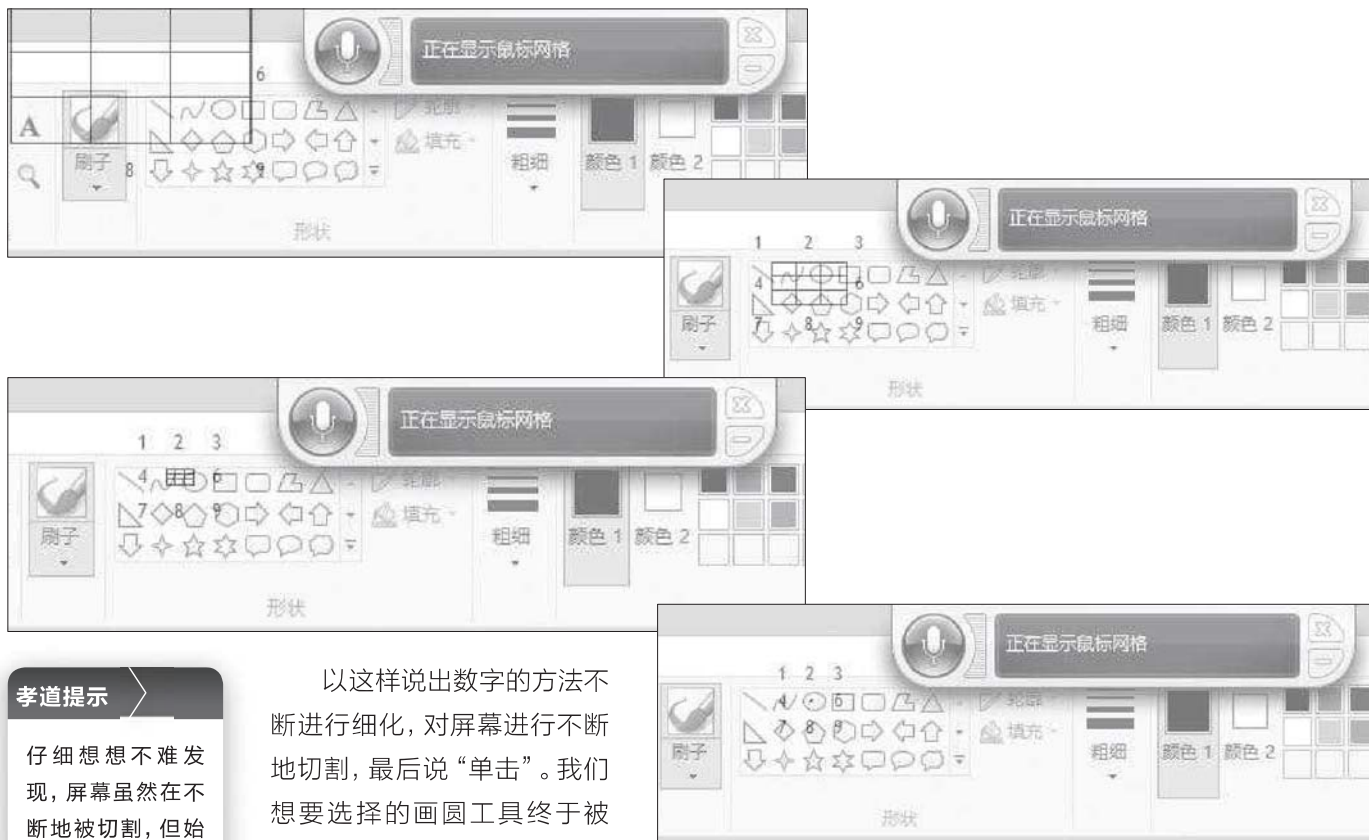 正在显示鼠标网格
6
A
轮廓
填充
刷子
8
9
粗细
颜色 1
颜色 2
形状
正在显示鼠标网格
1 2 3
4 6
轮廓
填充
刷子
7 8 9
粗细
颜色 1
颜色 2
形状
正在显示鼠标网格
1 2 3
4 6
轮廓
7 8 9
填充
刷子
粗细
颜色 1
颜色 2
形状
正在显示鼠标网格
1 2 3
4 6
轮廓
7 8 9
填充
刷子
粗细
颜色 1
颜色 2
形状
孝道提示
仔细想想不难发
现,屏幕虽然在不
断地被切割,但始
以这样说出数字的方法不
断进行细化,对屏幕进行不断
地切割,最后说“单击”。我们
想要选择的画圆工具终于被